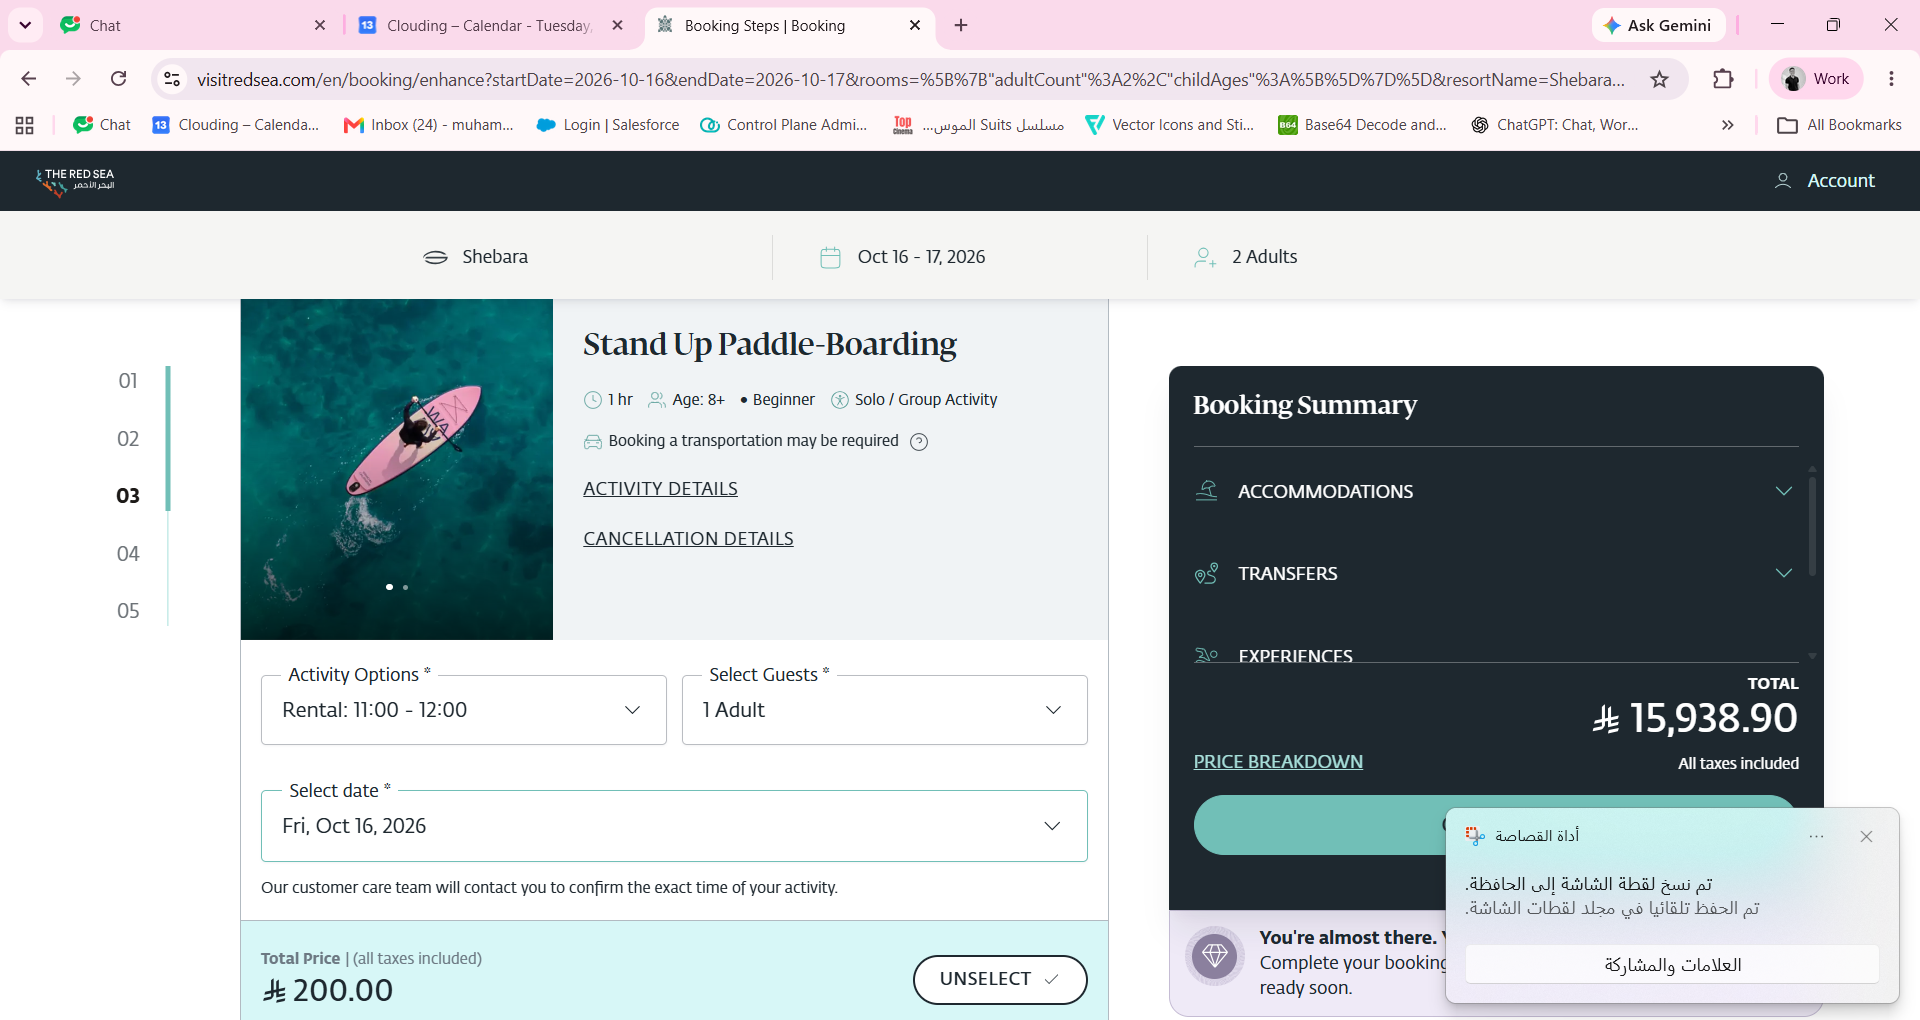 Chat
Clouding – Calendar - Tuesday,
Booking Steps | Booking
Ask Gemini
visitredsea.com/en/booking/enhance?startDate=2026-10-16&endDate=2026-10-17&rooms=%5B%7B"adultCount"%3A2%2C"childAges"%3A%5B%5D%7D%5D&resortName=Shebara...
Work
Chat
13
Clouding – Calenda...
Inbox (24) - muham...
Login | Salesforce
Control Plane Admi...
Top Cinema
مسلسل Suits الموس...
Vector Icons and Sti...
B64
Base64 Decode and...
ChatGPT: Chat, Wor...
All Bookmarks
THE RED SEA
البحر الأحمر
Account
Shebara
Oct 16 - 17, 2026
2 Adults
01
02
03
04
05
Stand Up Paddle-Boarding
1 hr
Age: 8+
• Beginner
Solo / Group Activity
Booking a transportation may be required
ACTIVITY DETAILS
CANCELLATION DETAILS
Activity Options *
Rental: 11:00 - 12:00
Select Guests *
1 Adult
Select date *
Fri, Oct 16, 2026
Our customer care team will contact you to confirm the exact time of your activity.
Total Price | (all taxes included)
200.00
UNSELECT
Booking Summary
ACCOMMODATIONS
TRANSFERS
EXPERIENCES
TOTAL
15,938.90
PRICE BREAKDOWN
All taxes included
You're almost there.
Complete your booking
ready soon.
أداة القصاصة
تم نسخ لقطة الشاشة إلى الحافظة.
تم الحفظ تلقائيا في مجلد لقطات الشاشة.
العلامات والمشاركة